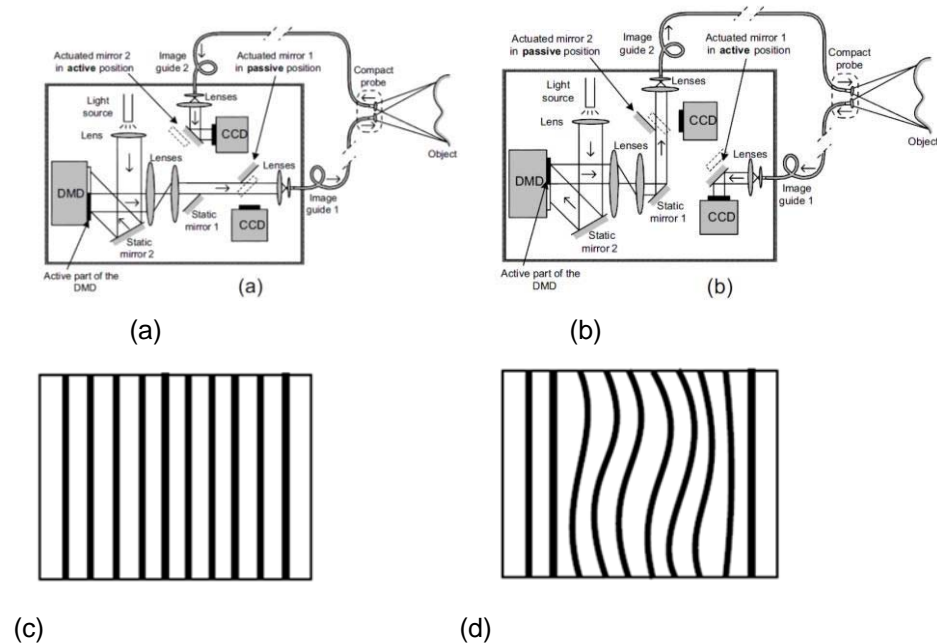 Actuated mirror 2
in active position
Image
guide 2
Actuated mirror 1
in passive position
Compact
probe
Light
source
Lens
Lenses
CCD
Object
DMD
Lenses
Lenses
Static
mirror 1
CCD
Image
guide 1
Static
mirror 2
Active part of the
DMD
(a)
Actuated mirror 2
in passive position
Image
guide 2
Actuated mirror 1
in active position
Compact
probe
Light
source
Lens
Lenses
CCD
Object
DMD
Lenses
Lenses
Static
mirror 1
CCD
Image
guide 1
Static
mirror 2
Active part of the
DMD
(b)
(a)
(b)
(c)
(d)